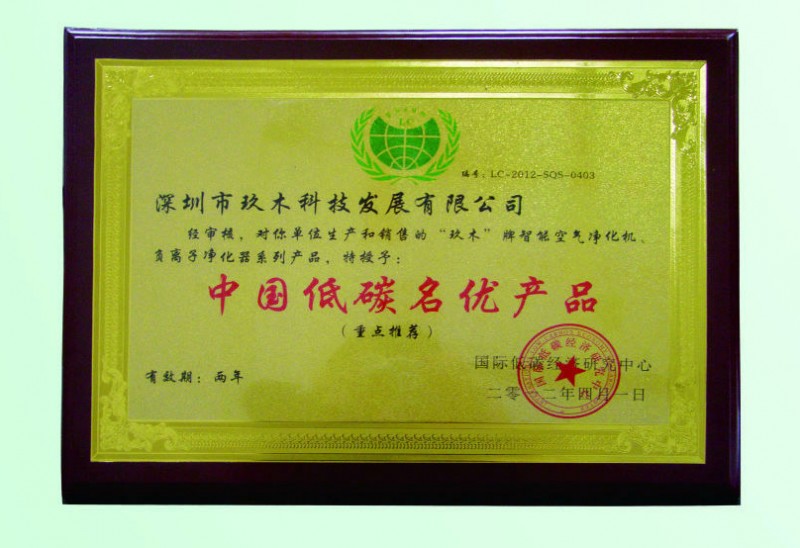 LC
编号：LC-2012-SQS-0403
深圳市玖木科技发展有限公司
经审核，对你单位生产和销售的“玖木”牌智能空气净化机、
负离子净化器系列产品，特授予：
中国低碳名优产品
（重点推荐）
有效期：两年
国际低碳经济研究中心
二零一二年四月一日